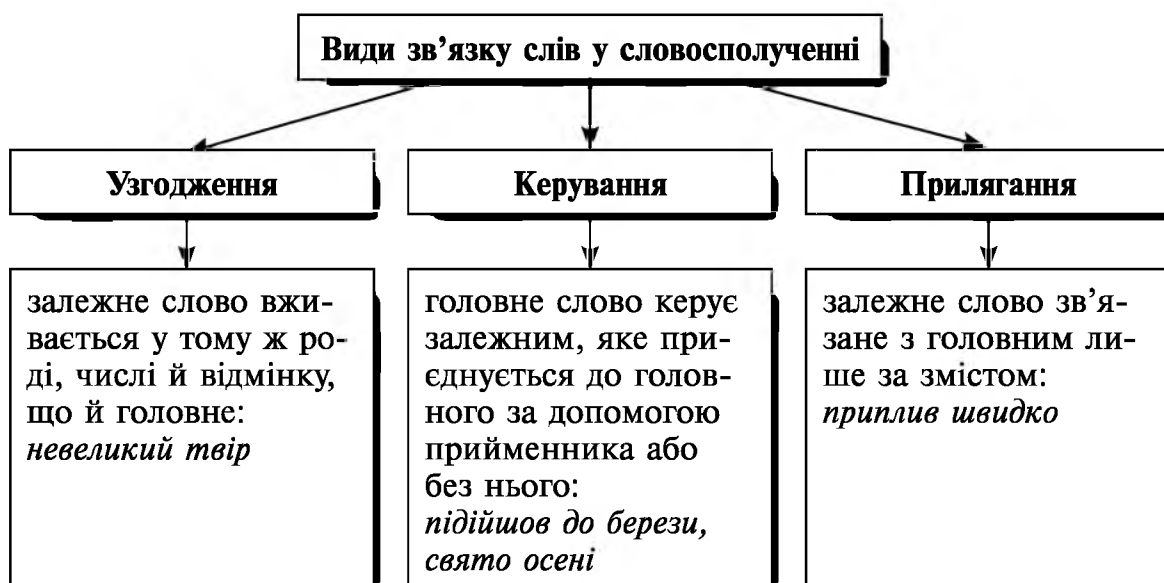 Види зв’язку слів у словосполученні
Узгодження
залежне слово вжи-
вається у тому ж ро-
ді, числі й відмінку,
що й головне:
невеликий твір
Керування
головне слово керує
залежним, яке при-
єднується до голов-
ного за допомогою
прийменника або
без нього:
підійшов до берези,
свято осені
Прилягання
залежне слово зв’я-
зане з головним ли-
ше за змістом:
приплив швидко